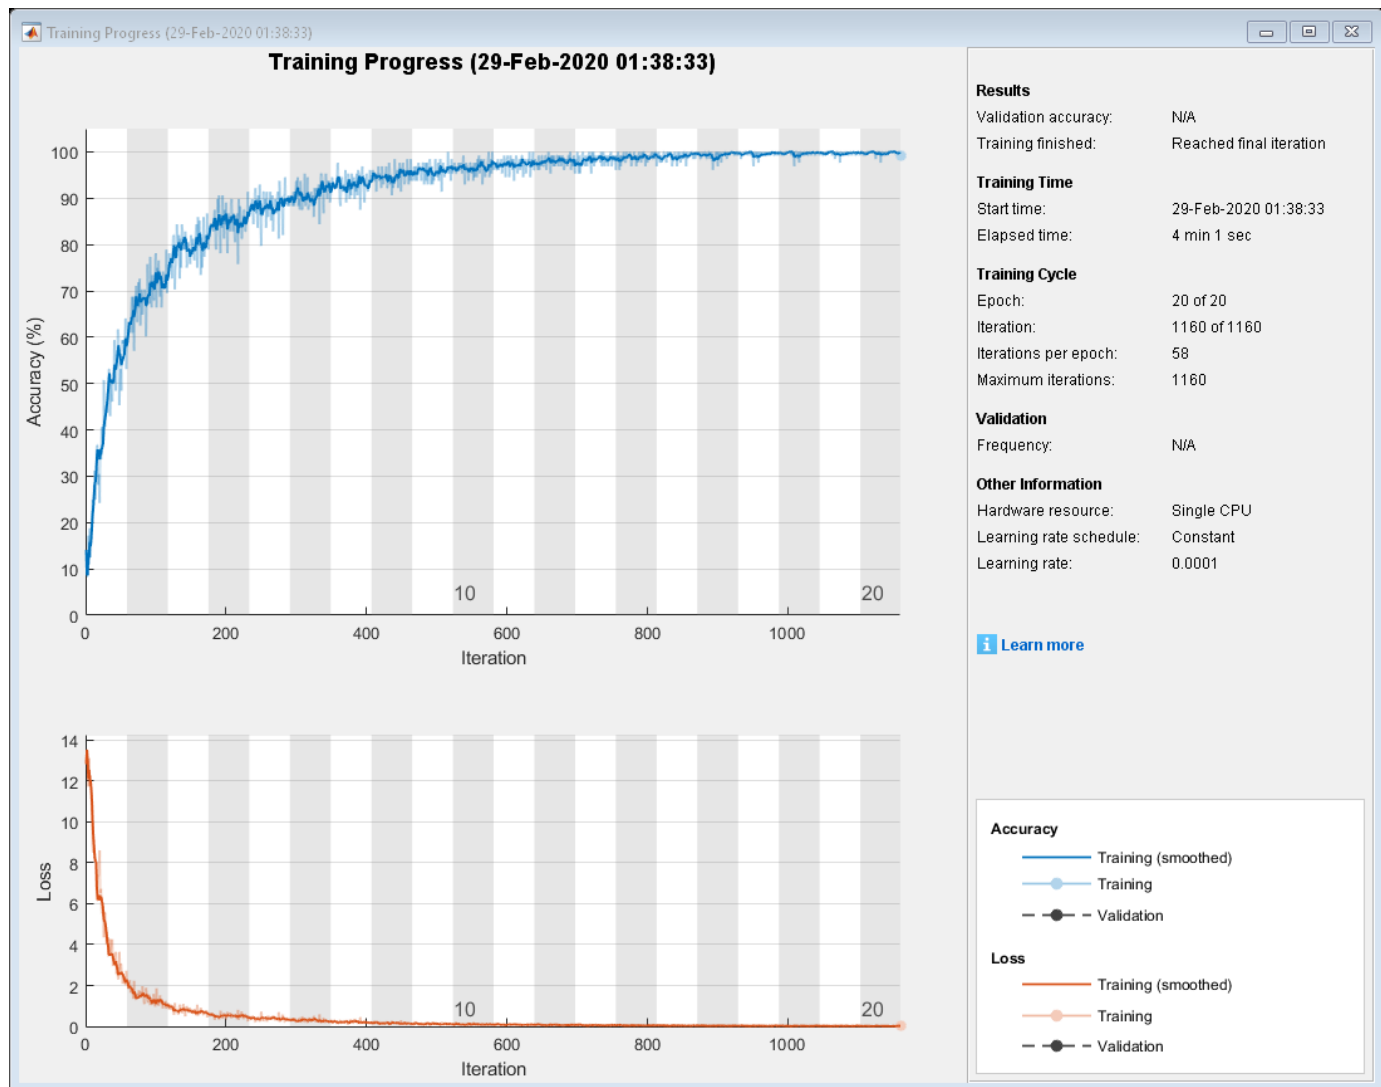 Training Progress (29-Feb-2020 01:38:33)
Training Progress (29-Feb-2020 01:38:33)
Accuracy (%)
100
90
80
70
60
50
40
30
20
10
0
10
20
0
200
400
600
800
1000
Iteration
Loss
14
12
10
8
6
4
2
0
10
20
0
200
400
600
800
1000
Iteration
Results
Validation accuracy: N/A
Training finished: Reached final iteration
Training Time
Start time: 29-Feb-2020 01:38:33
Elapsed time: 4 min 1 sec
Training Cycle
Epoch: 20 of 20
Iteration: 1160 of 1160
Iterations per epoch: 58
Maximum iterations: 1160
Validation
Frequency: N/A
Other Information
Hardware resource: Single CPU
Learning rate schedule: Constant
Learning rate: 0.0001
i Learn more
Accuracy
Training (smoothed)
Training
Validation
Loss
Training (smoothed)
Training
Validation